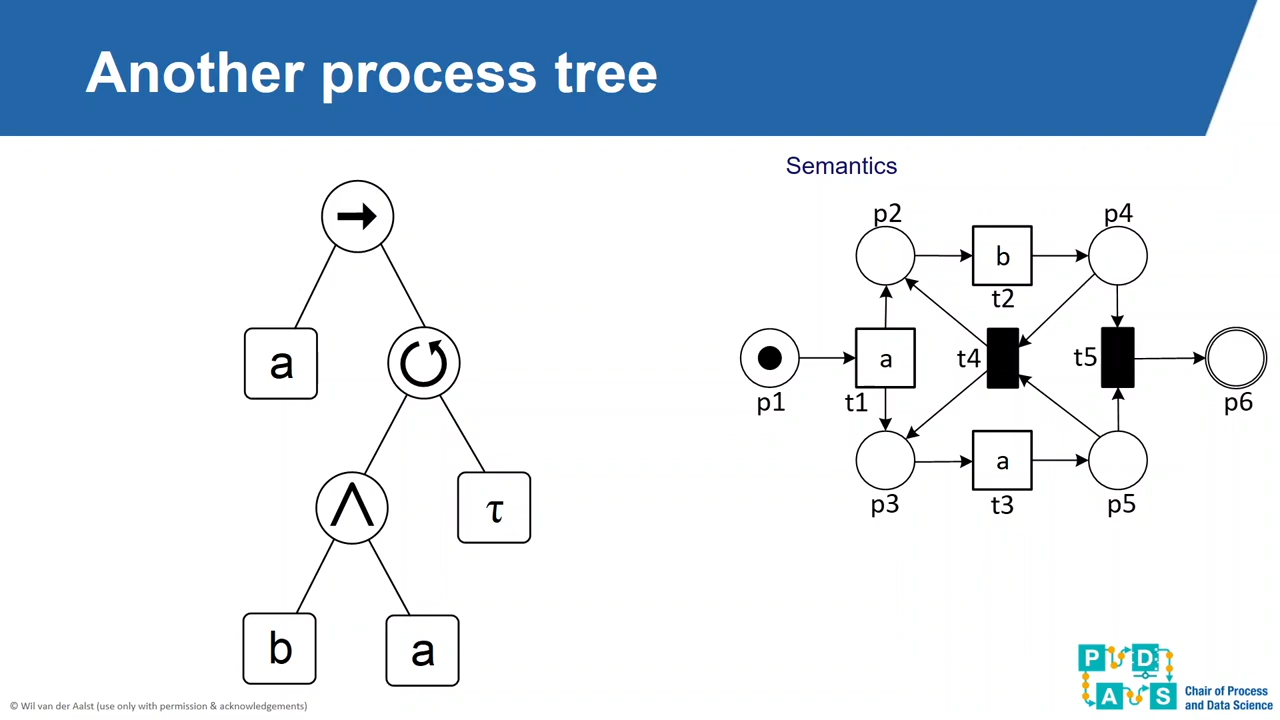 Another process tree
Semantics
→
a
↻
∧
τ
b
a
p2
p4
b
t2
a
t4
t5
p1
t1
p6
a
p3
t3
p5
P D
A S
Chair of Process
and Data Science
© Wil van der Aalst (use only with permission & acknowledgements)